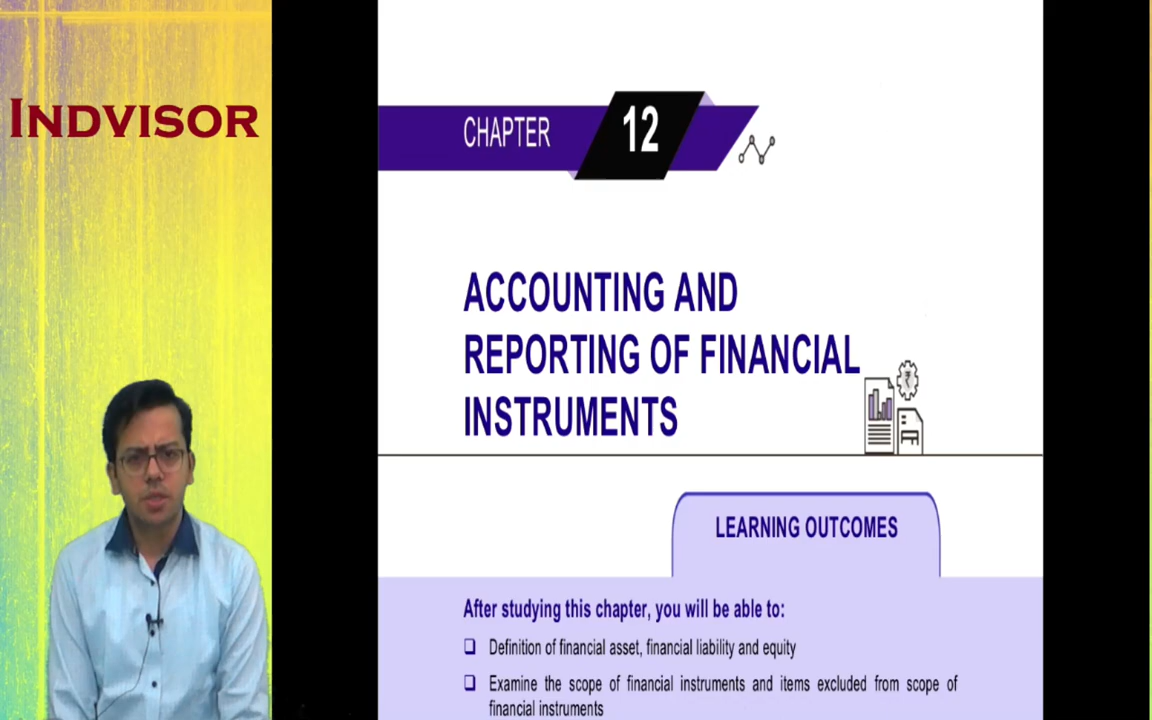 INDVISOR
CHAPTER 12
ACCOUNTING AND
REPORTING OF FINANCIAL
INSTRUMENTS
LEARNING OUTCOMES
After studying this chapter, you will be able to:
❑ Definition of financial asset, financial liability and equity
❑ Examine the scope of financial instruments and items excluded from scope of
financial instruments